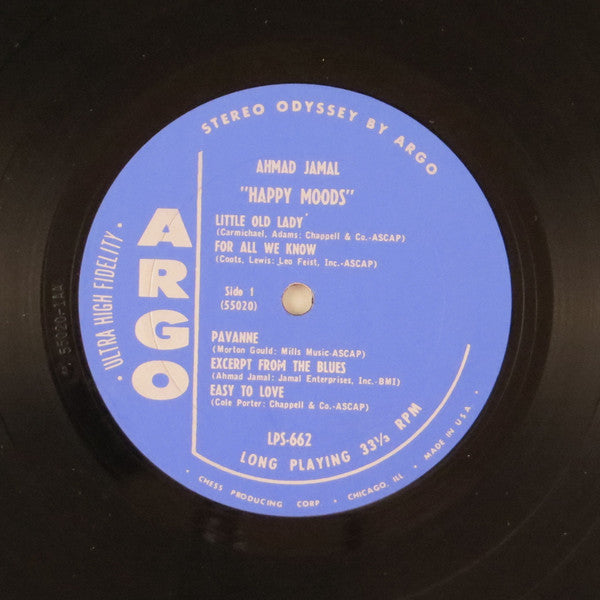 STEREO ODYSSEY BY ARGO
AHMAD JAMAL
"HAPPY MOODS"
LITTLE OLD LADY
(Carmichael, Adams: Chappell & Co.-ASCAP)
FOR ALL WE KNOW
(Coots, Lewis: Leo Feist, Inc.-ASCAP)
Side 1
(55020)
PAVANNE
(Morton Gould: Mills Music-ASCAP)
EXCERPT FROM THE BLUES
(Ahmad Jamal: Jamal Enterprises, Inc.-BMI)
EASY TO LOVE
(Cole Porter: Chappell & Co.-ASCAP)
LPS-662
LONG PLAYING 33⅓ RPM
ARGO
• ULTRA HIGH FIDELITY •
CHESS PRODUCING CORP • CHICAGO, ILL • MADE IN U.S.A. •
55020-1AA